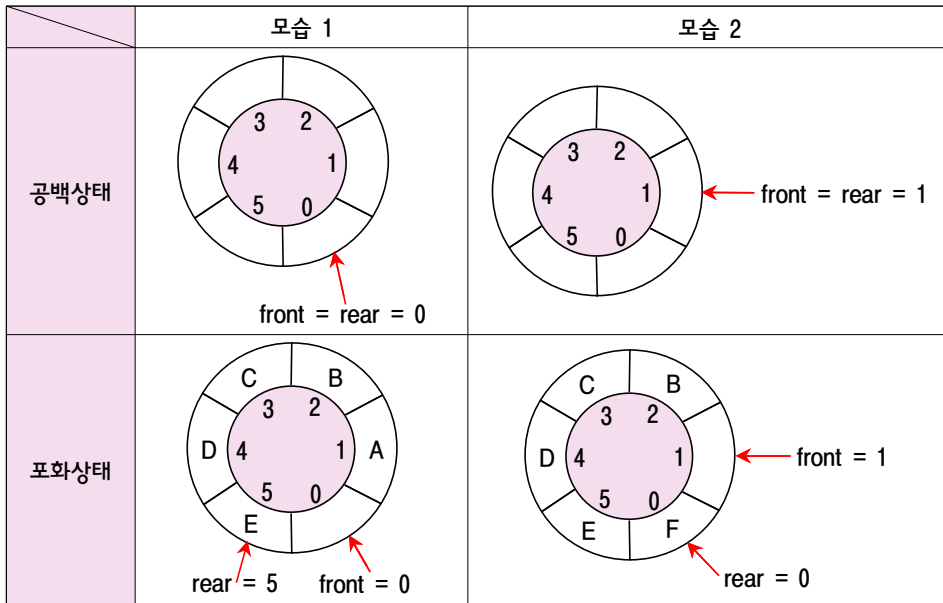 모습 1
모습 2
공백상태
3 2
4 1
5 0
front = rear = 0
3 2
4 1
5 0
front = rear = 1
포화상태
C B
3 2
D 4 1 A
5 0
E
rear = 5 front = 0
C B
3 2
D 4 1
front = 1
5 0
E F
rear = 0